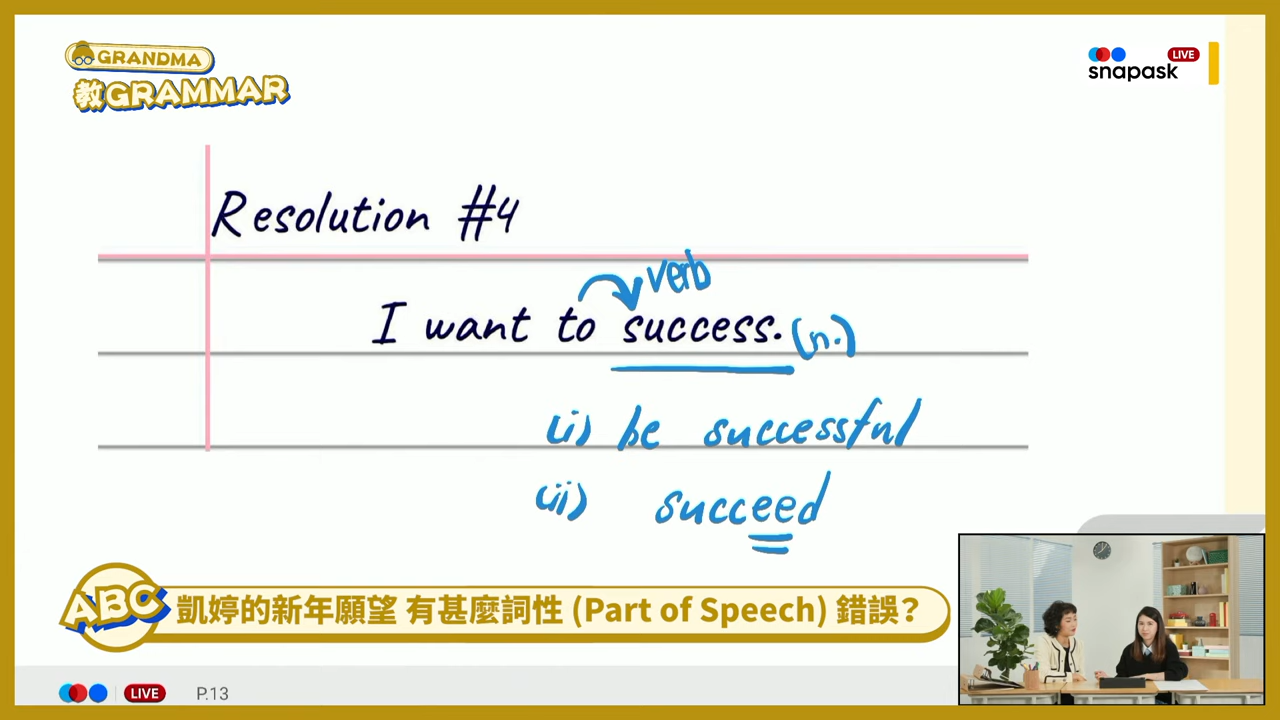 GRANDMA
教GRAMMAR
LIVE
snapask
Resolution #4
verb
I want to success. (n.)
(i) be successful
(ii) succeed
ABC 凱婷的新年願望 有甚麼詞性 (Part of Speech) 錯誤?
LIVE P.13